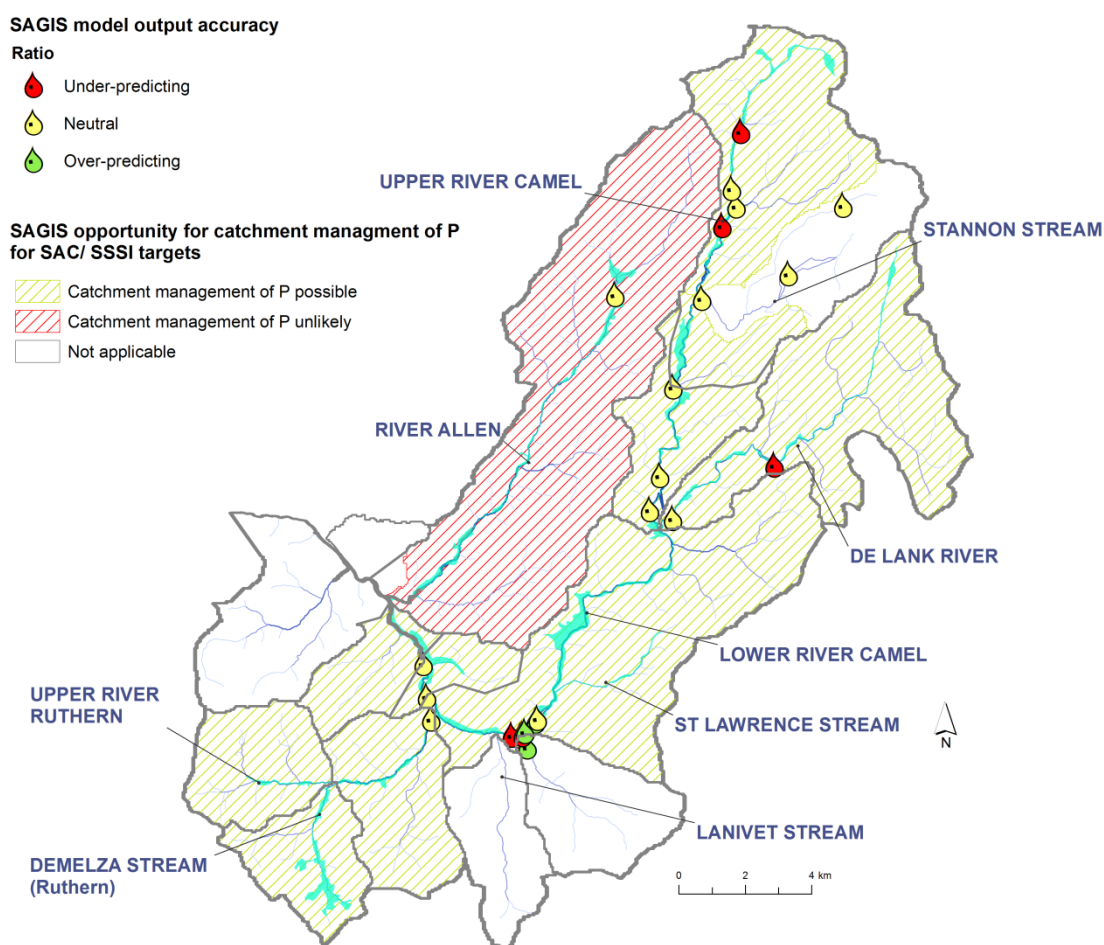 SAGIS model output accuracy
Ratio
Under-predicting
Neutral
Over-predicting
SAGIS opportunity for catchment managment of P
for SAC/ SSSI targets
Catchment management of P possible
Catchment management of P unlikely
Not applicable
UPPER RIVER CAMEL
STANNON STREAM
RIVER ALLEN
DE LANK RIVER
LOWER RIVER CAMEL
UPPER RIVER
RUTHERN
ST LAWRENCE STREAM
N
LANIVET STREAM
DEMELZA STREAM
(Ruthern)
0 2 4 km